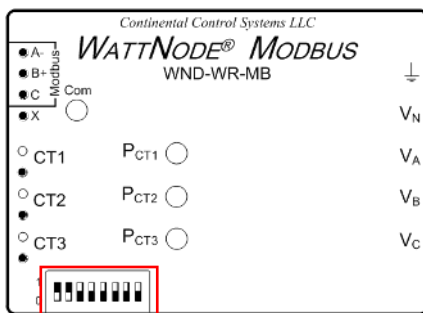 Continental Control Systems LLC
WATTNODE® MODBUS
WND-WR-MB
A-
B+
C
X
Modbus
Com
CT1
CT2
CT3
PCT1
PCT2
PCT3
VN
VA
VB
VC